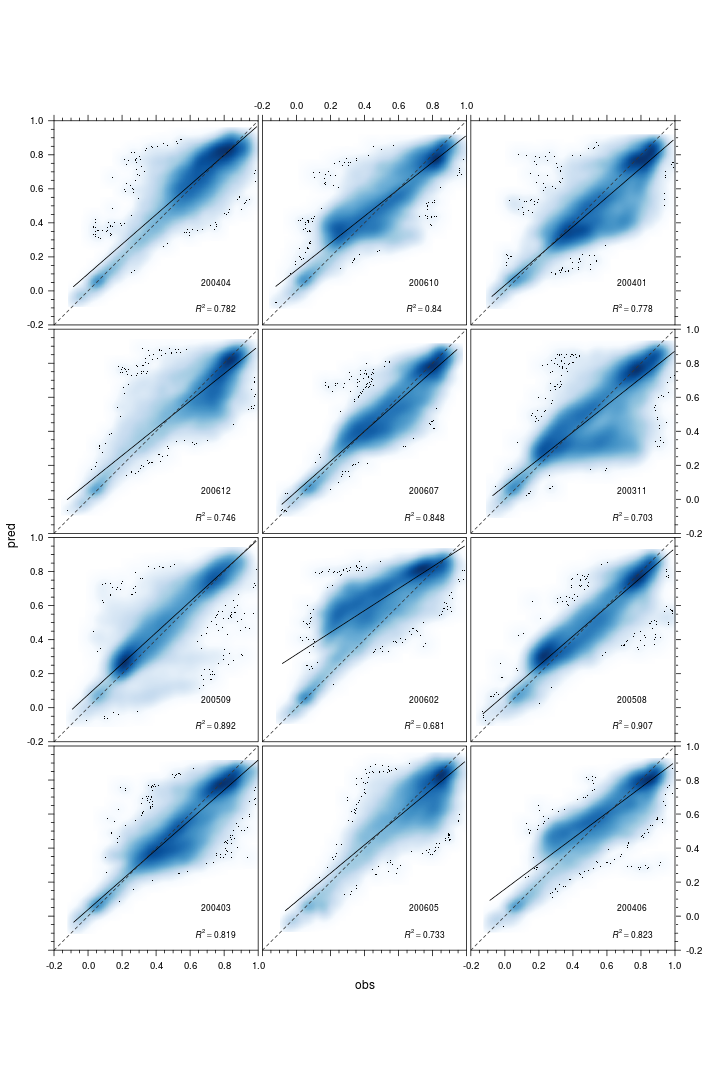 -0.2 0.0 0.2 0.4 0.6 0.8 1.0
1.0
0.8
0.6
0.4
0.2
0.0
-0.2
200404
R² = 0.782
200610
R² = 0.84
200401
R² = 0.778
1.0
0.8
0.6
0.4
0.2
0.0
-0.2
200612
R² = 0.746
200607
R² = 0.848
200311
R² = 0.703
pred
1.0
0.8
0.6
0.4
0.2
0.0
-0.2
200509
R² = 0.892
200602
R² = 0.681
200508
R² = 0.907
1.0
0.8
0.6
0.4
0.2
0.0
-0.2
200403
R² = 0.819
200605
R² = 0.733
200406
R² = 0.823
-0.2 0.0 0.2 0.4 0.6 0.8 1.0 -0.2 0.0 0.2 0.4 0.6 0.8 1.0
obs